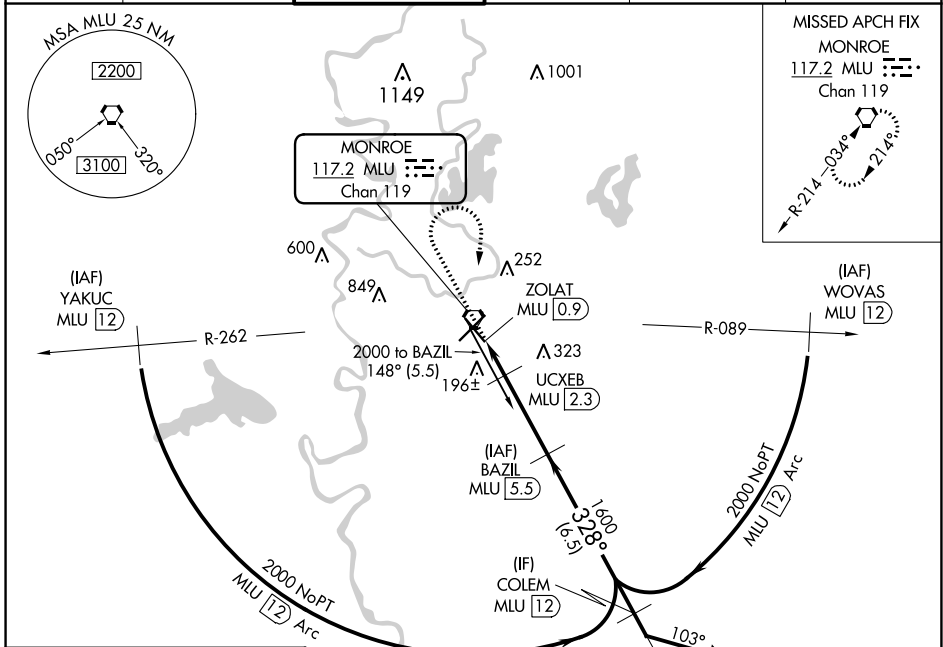 MSA MLU 25 NM
2200
050°
320°
3100
1149
1001
MISSED APCH FIX
MONROE
117.2 MLU
Chan 119
034°
214°
R-214
MONROE
117.2 MLU
Chan 119
600
849
252
(IAF)
YAKUC
MLU 12
R-262
ZOLAT
MLU 0.9
R-089
(IAF)
WOVAS
MLU 12
2000 to BAZIL
148° (5.5)
196±
323
UCXEB
MLU 2.3
(IAF)
BAZIL
MLU 5.5
1600
328°
(6.5)
2000 NoPT
MLU 12 Arc
2000 NoPT
MLU 12 Arc
(IF)
COLEM
MLU 12
103°